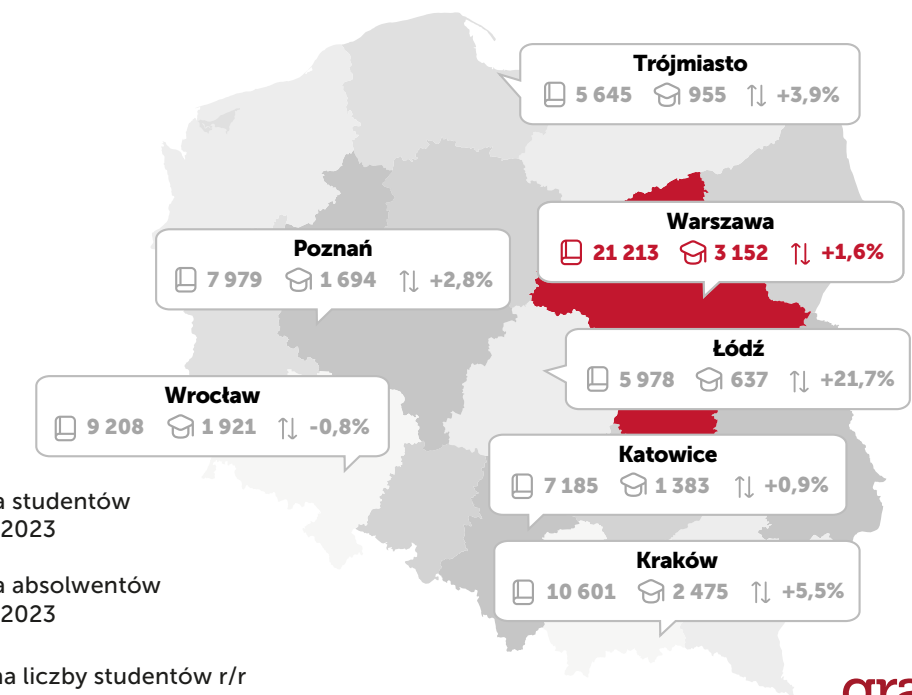 Trójmiasto
5 645 955 +3,9%
Warszawa
21 213 3 152 +1,6%
Poznań
7 979 1 694 +2,8%
Łódź
5 978 637 +21,7%
Wrocław
9 208 1 921 -0,8%
Katowice
7 185 1 383 +0,9%
Kraków
10 601 2 475 +5,5%
a studentów
2023
a absolwentów
2023
na liczby studentów r/r
gra